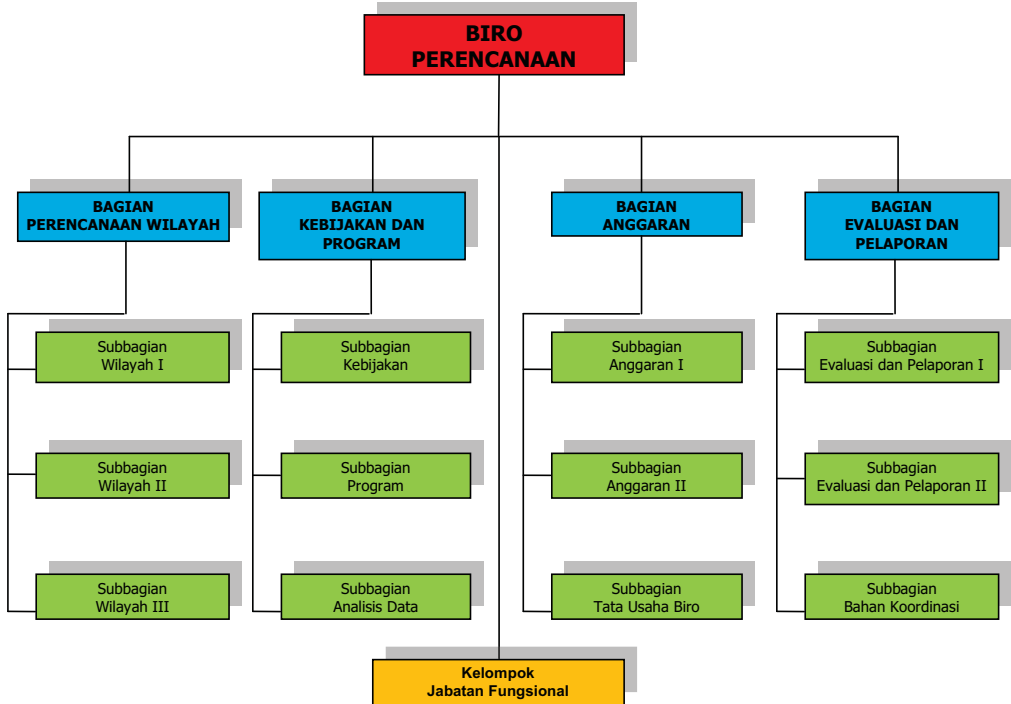 BIRO
PERENCANAAN
BAGIAN
PERENCANAAN WILAYAH
BAGIAN
KEBIJAKAN DAN
PROGRAM
BAGIAN
ANGGARAN
BAGIAN
EVALUASI DAN
PELAPORAN
Subbagian
Wilayah I
Subbagian
Kebijakan
Subbagian
Anggaran I
Subbagian
Evaluasi dan Pelaporan I
Subbagian
Wilayah II
Subbagian
Program
Subbagian
Anggaran II
Subbagian
Evaluasi dan Pelaporan II
Subbagian
Wilayah III
Subbagian
Analisis Data
Subbagian
Tata Usaha Biro
Subbagian
Bahan Koordinasi
Kelompok
Jabatan Fungsional